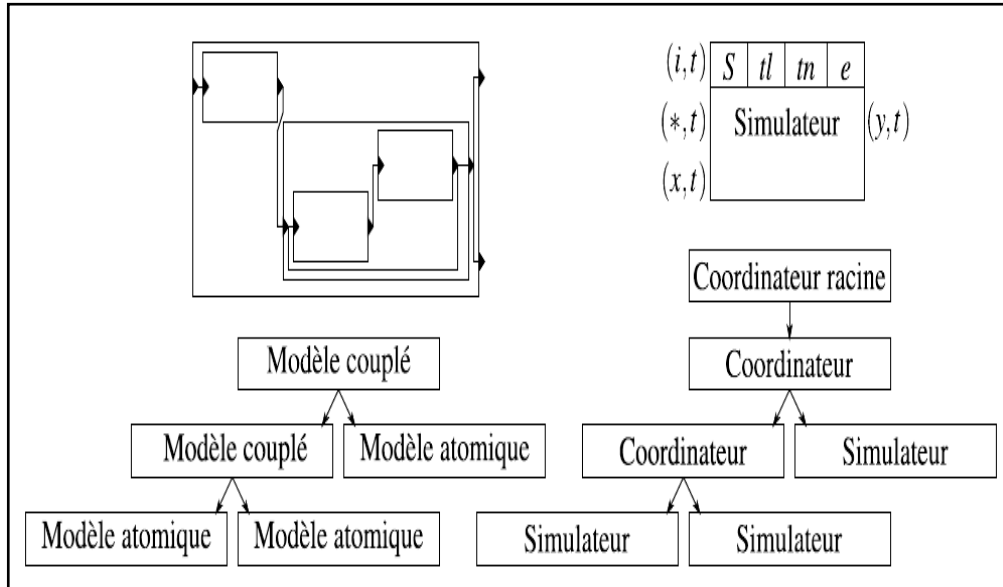 (i,t) S tl tn e
(∗,t) Simulateur (y,t)
(x,t)
Coordinateur racine
Modèle couplé Coordinateur
Modèle couplé Modèle atomique Coordinateur Simulateur
Modèle atomique Modèle atomique Simulateur Simulateur